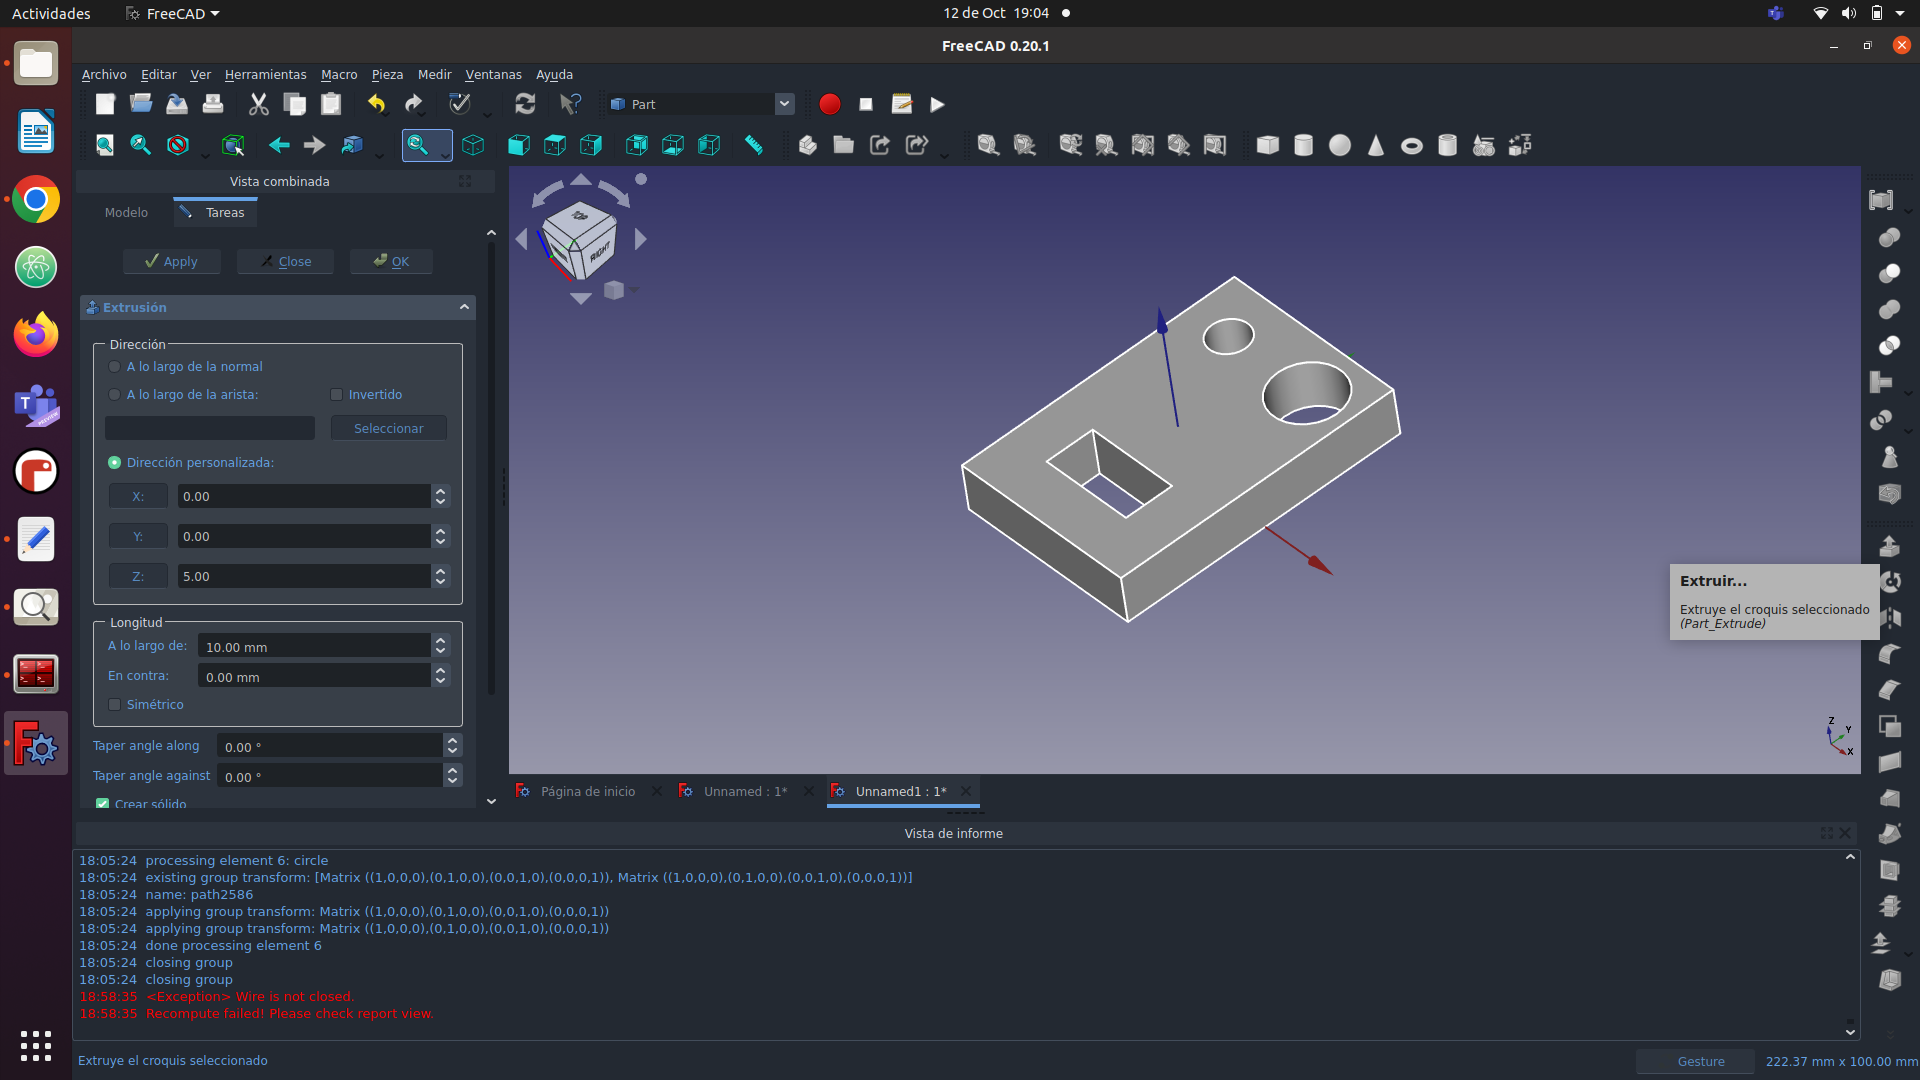 Actividades
FreeCAD
12 de Oct 19:04
FreeCAD 0.20.1
Archivo Editar Ver Herramientas Macro Pieza Medir Ventanas Ayuda
Part
Vista combinada
Modelo
Tareas
Apply
Close
OK
Extrusión
Dirección
A lo largo de la normal
A lo largo de la arista:
Invertido
Seleccionar
Dirección personalizada:
X: 0.00
Y: 0.00
Z: 5.00
Longitud
A lo largo de: 10.00 mm
En contra: 0.00 mm
Simétrico
Taper angle along 0.00 °
Taper angle against 0.00 °
Crear sólido
TOP
RIGHT
Extruir...
Extruye el croquis seleccionado
(Part_Extrude)
Z
Y
X
Página de inicio
Unnamed : 1*
Unnamed1 : 1*
Vista de informe
18:05:24 processing element 6: circle
18:05:24 existing group transform: [Matrix ((1,0,0,0),(0,1,0,0),(0,0,1,0),(0,0,0,1)), Matrix ((1,0,0,0),(0,1,0,0),(0,0,1,0),(0,0,0,1))]
18:05:24 name: path2586
18:05:24 applying group transform: Matrix ((1,0,0,0),(0,1,0,0),(0,0,1,0),(0,0,0,1))
18:05:24 applying group transform: Matrix ((1,0,0,0),(0,1,0,0),(0,0,1,0),(0,0,0,1))
18:05:24 done processing element 6
18:05:24 closing group
18:05:24 closing group
18:58:35 <Exception> Wire is not closed.
18:58:35 Recompute failed! Please check report view.
Extruye el croquis seleccionado
Gesture
222.37 mm x 100.00 mm